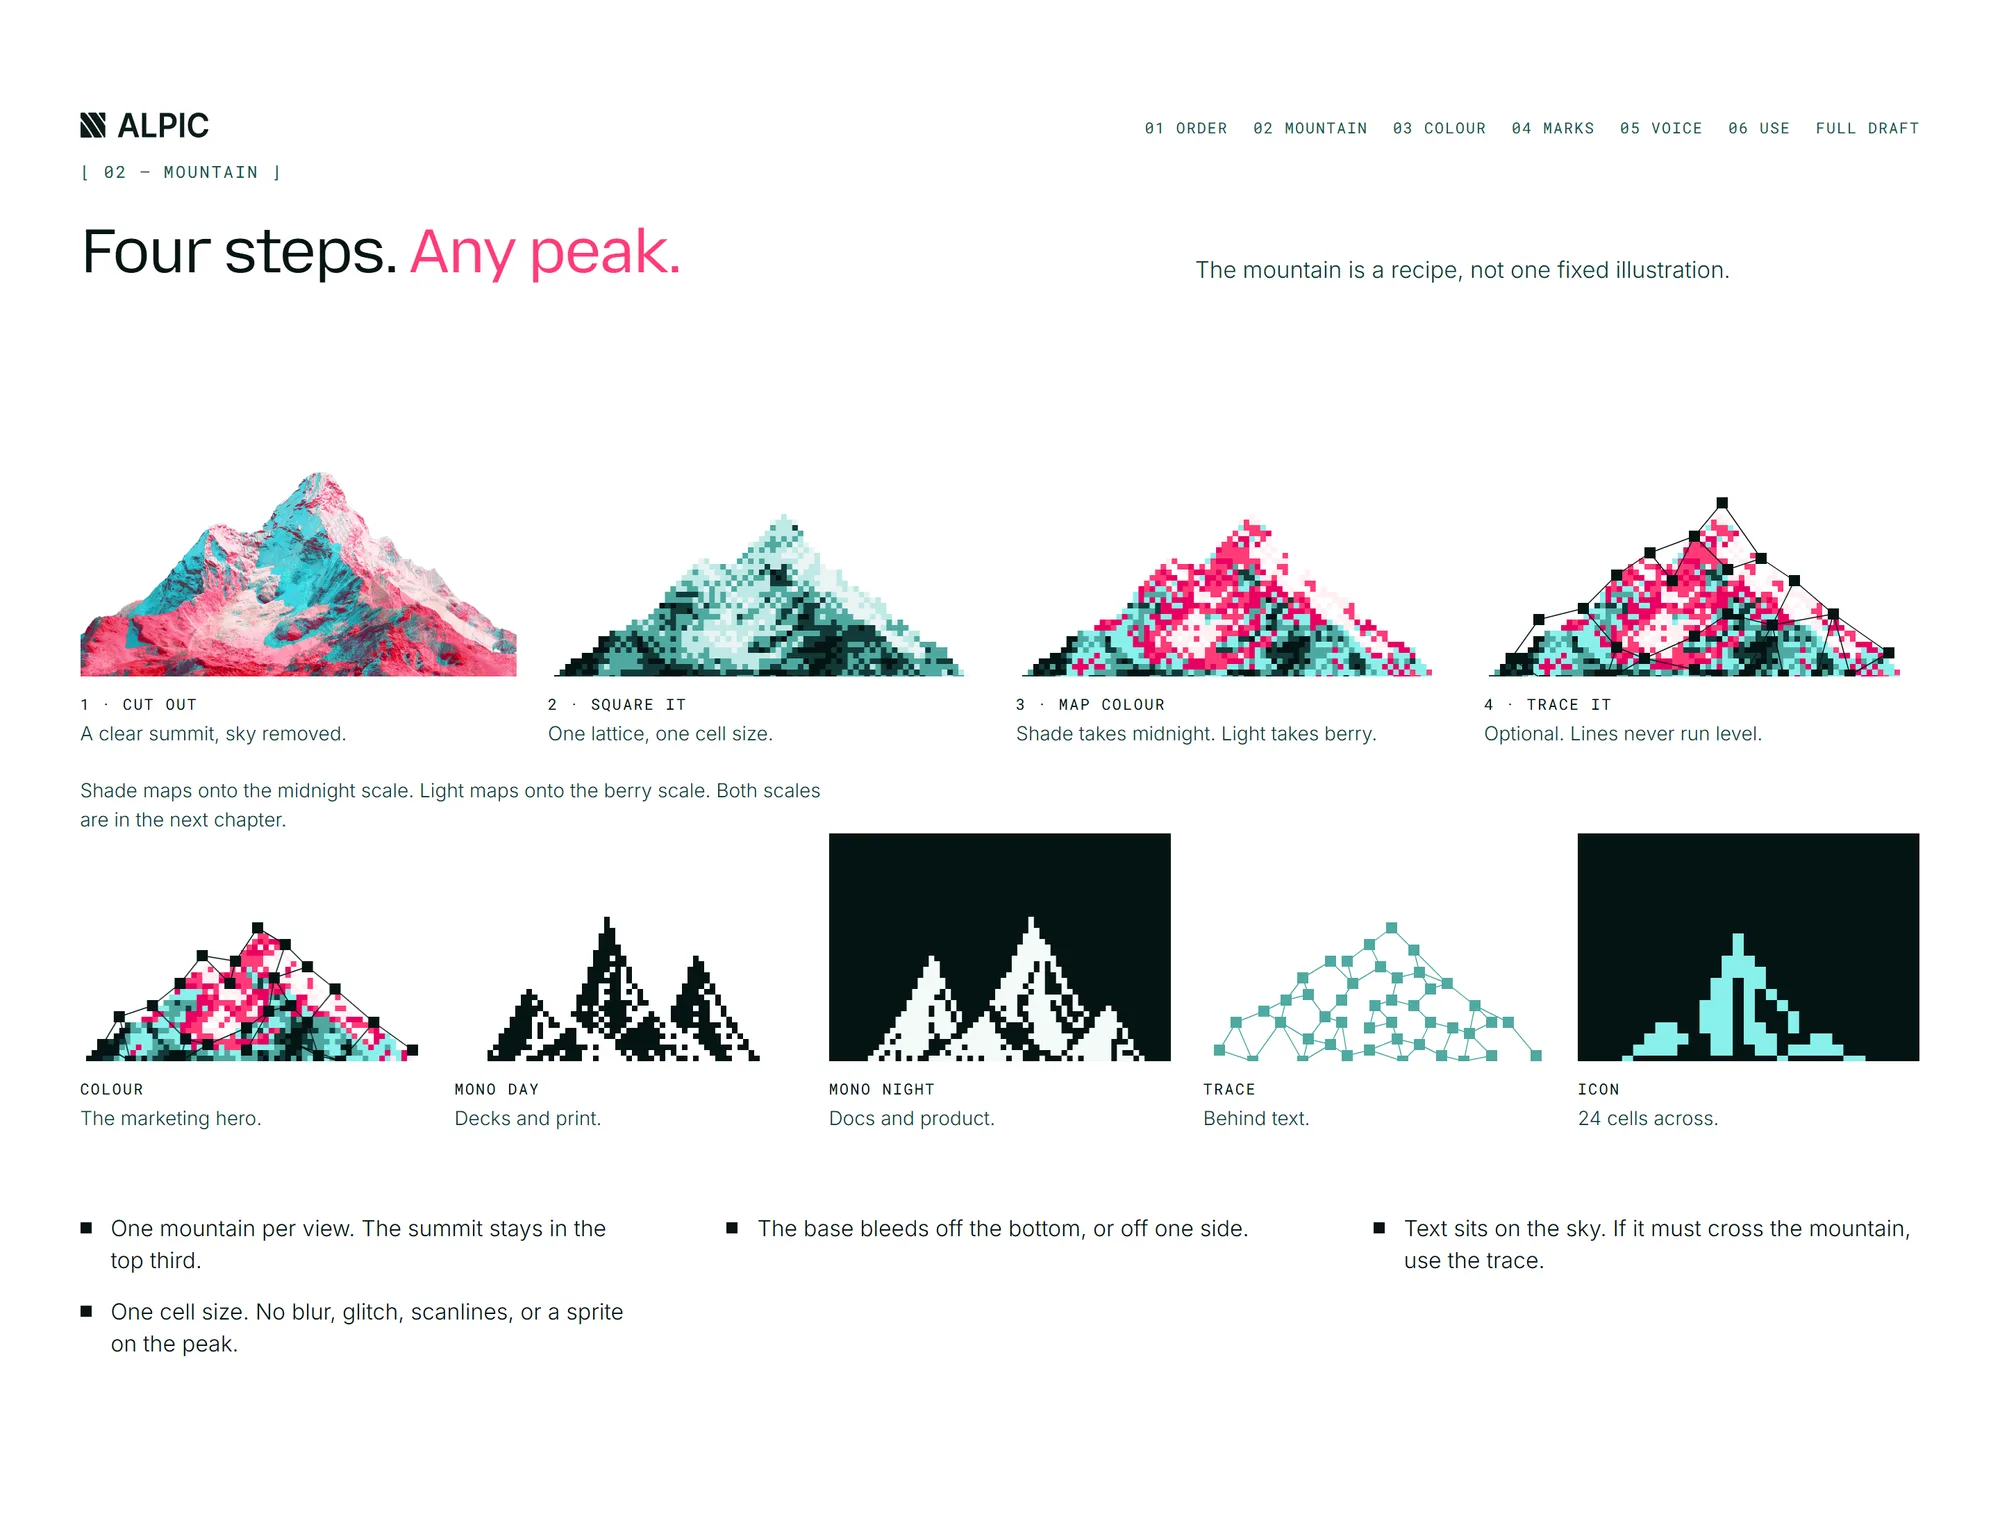 ALPIC
01 ORDER 02 MOUNTAIN 03 COLOUR 04 MARKS 05 VOICE 06 USE FULL DRAFT
⌊ 02 — MOUNTAIN ⌋
Four steps. Any peak.
The mountain is a recipe, not one fixed illustration.
1 · CUT OUT
A clear summit, sky removed.
2 · SQUARE IT
One lattice, one cell size.
3 · MAP COLOUR
Shade takes midnight. Light takes berry.
4 · TRACE IT
Optional. Lines never run level.
Shade maps onto the midnight scale. Light maps onto the berry scale. Both scales
are in the next chapter.
COLOUR
The marketing hero.
MONO DAY
Decks and print.
MONO NIGHT
Docs and product.
TRACE
Behind text.
ICON
24 cells across.
One mountain per view. The summit stays in the
top third.
The base bleeds off the bottom, or off one side.
Text sits on the sky. If it must cross the mountain,
use the trace.
One cell size. No blur, glitch, scanlines, or a sprite
on the peak.